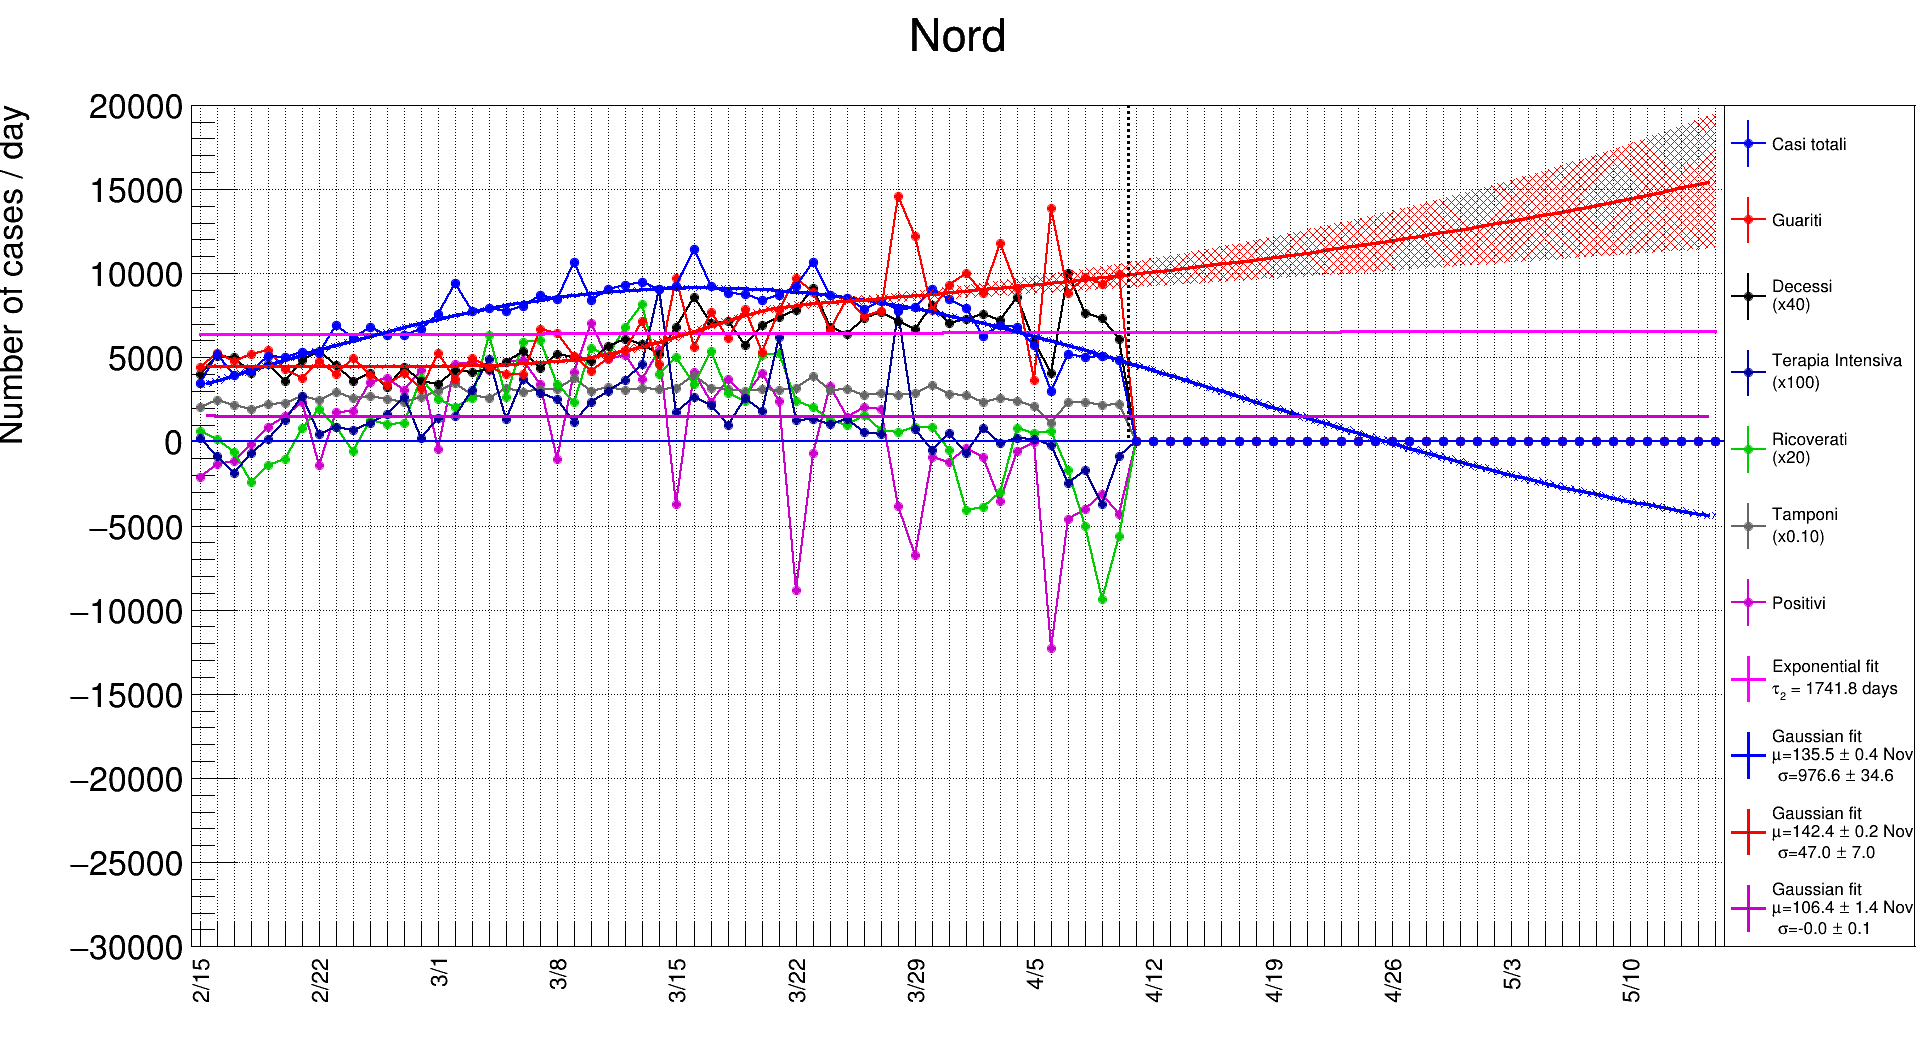 Nord
Number of cases / day
20000
15000
10000
5000
0
−5000
−10000
−15000
−20000
−25000
−30000
2/15
2/22
3/1
3/8
3/15
3/22
3/29
4/5
4/12
4/19
4/26
5/3
5/10
Casi totali
Guariti
Decessi
(x40)
Terapia Intensiva
(x100)
Ricoverati
(x20)
Tamponi
(x0.10)
Positivi
Exponential fit
τ2 = 1741.8 days
Gaussian fit
μ=135.5 ± 0.4 Nov
σ=976.6 ± 34.6
Gaussian fit
μ=142.4 ± 0.2 Nov
σ=47.0 ± 7.0
Gaussian fit
μ=106.4 ± 1.4 Nov
σ=-0.0 ± 0.1